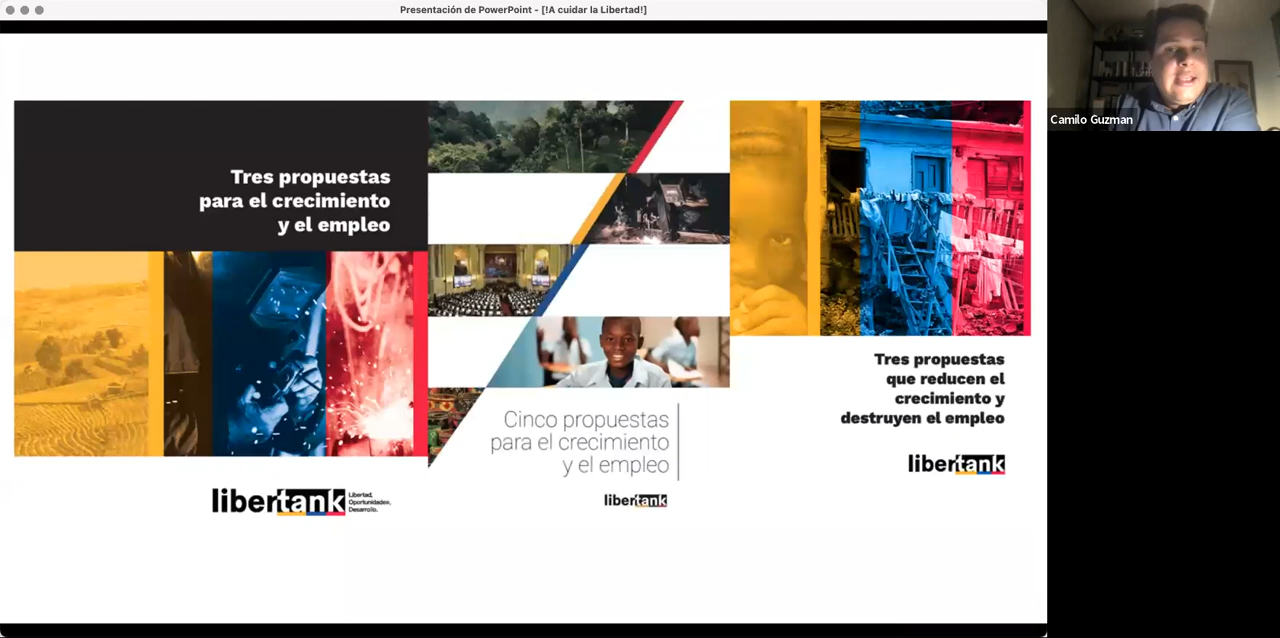 Presentación de PowerPoint - [!A cuidar la Libertad!]
Camilo Guzman
Tres propuestas
para el crecimiento
y el empleo
libertank
Libertad,
Oportunidades,
Desarrollo.
Cinco propuestas
para el crecimiento
y el empleo
libertank
Tres propuestas
que reducen el
crecimiento y
destruyen el empleo
libertank